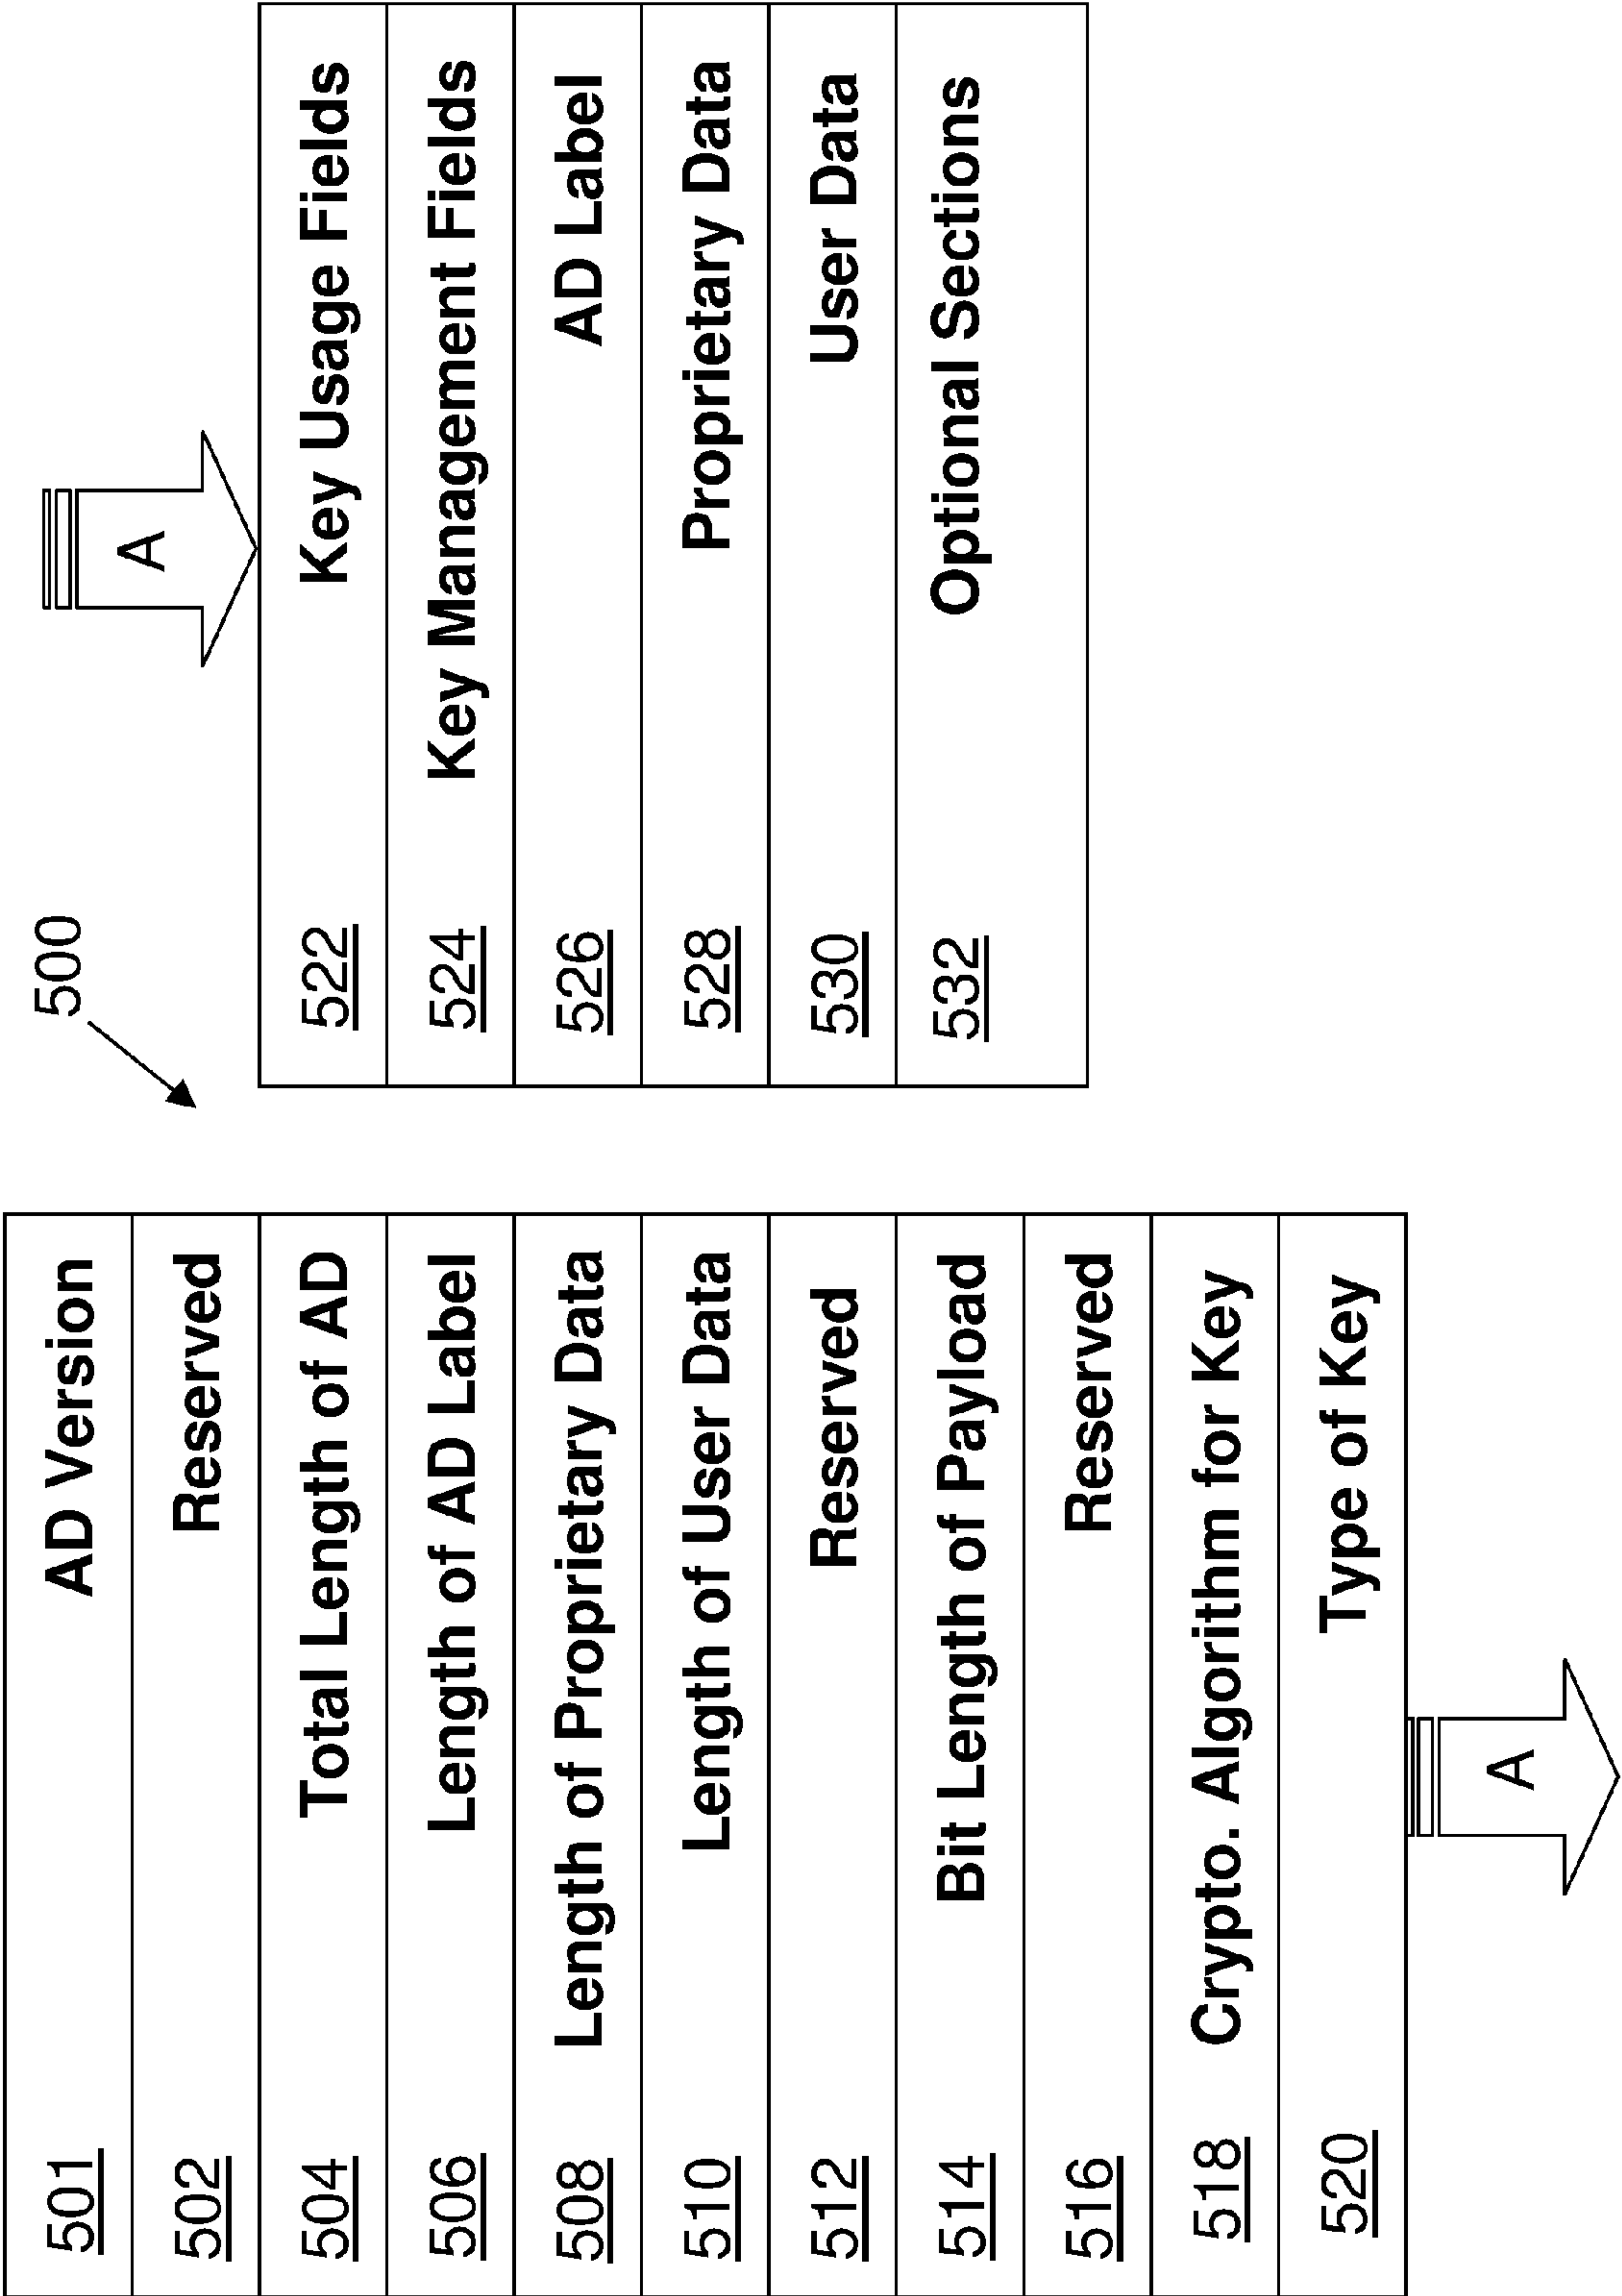 500
501 AD Version
502 Reserved
504 Total Length of AD
506 Length of AD Label
508 Length of Proprietary Data
510 Length of User Data
512 Reserved
514 Bit Length of Payload
516 Reserved
518 Crypto. Algorithm for Key
520 Type of Key
A
A
522 Key Usage Fields
524 Key Management Fields
526 AD Label
528 Proprietary Data
530 User Data
532 Optional Sections